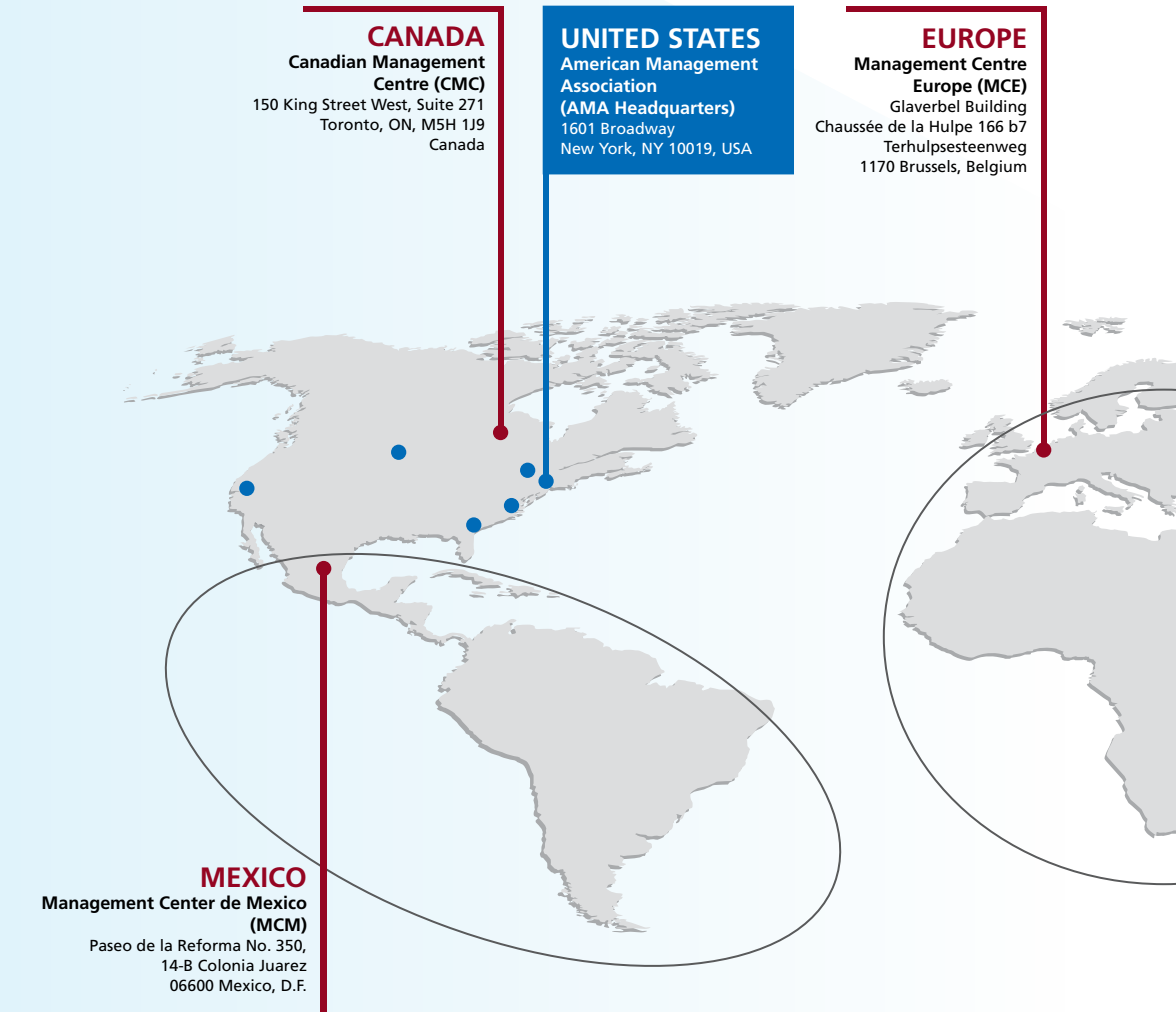 CANADA
Canadian Management
Centre (CMC)
150 King Street West, Suite 271
Toronto, ON, M5H 1J9
Canada
UNITED STATES
American Management
Association
(AMA Headquarters)
1601 Broadway
New York, NY 10019, USA
EUROPE
Management Centre
Europe (MCE)
Glaverbel Building
Chaussée de la Hulpe 166 b7
Terhulpsesteenweg
1170 Brussels, Belgium
MEXICO
Management Center de Mexico
(MCM)
Paseo de la Reforma No. 350,
14-B Colonia Juarez
06600 Mexico, D.F.